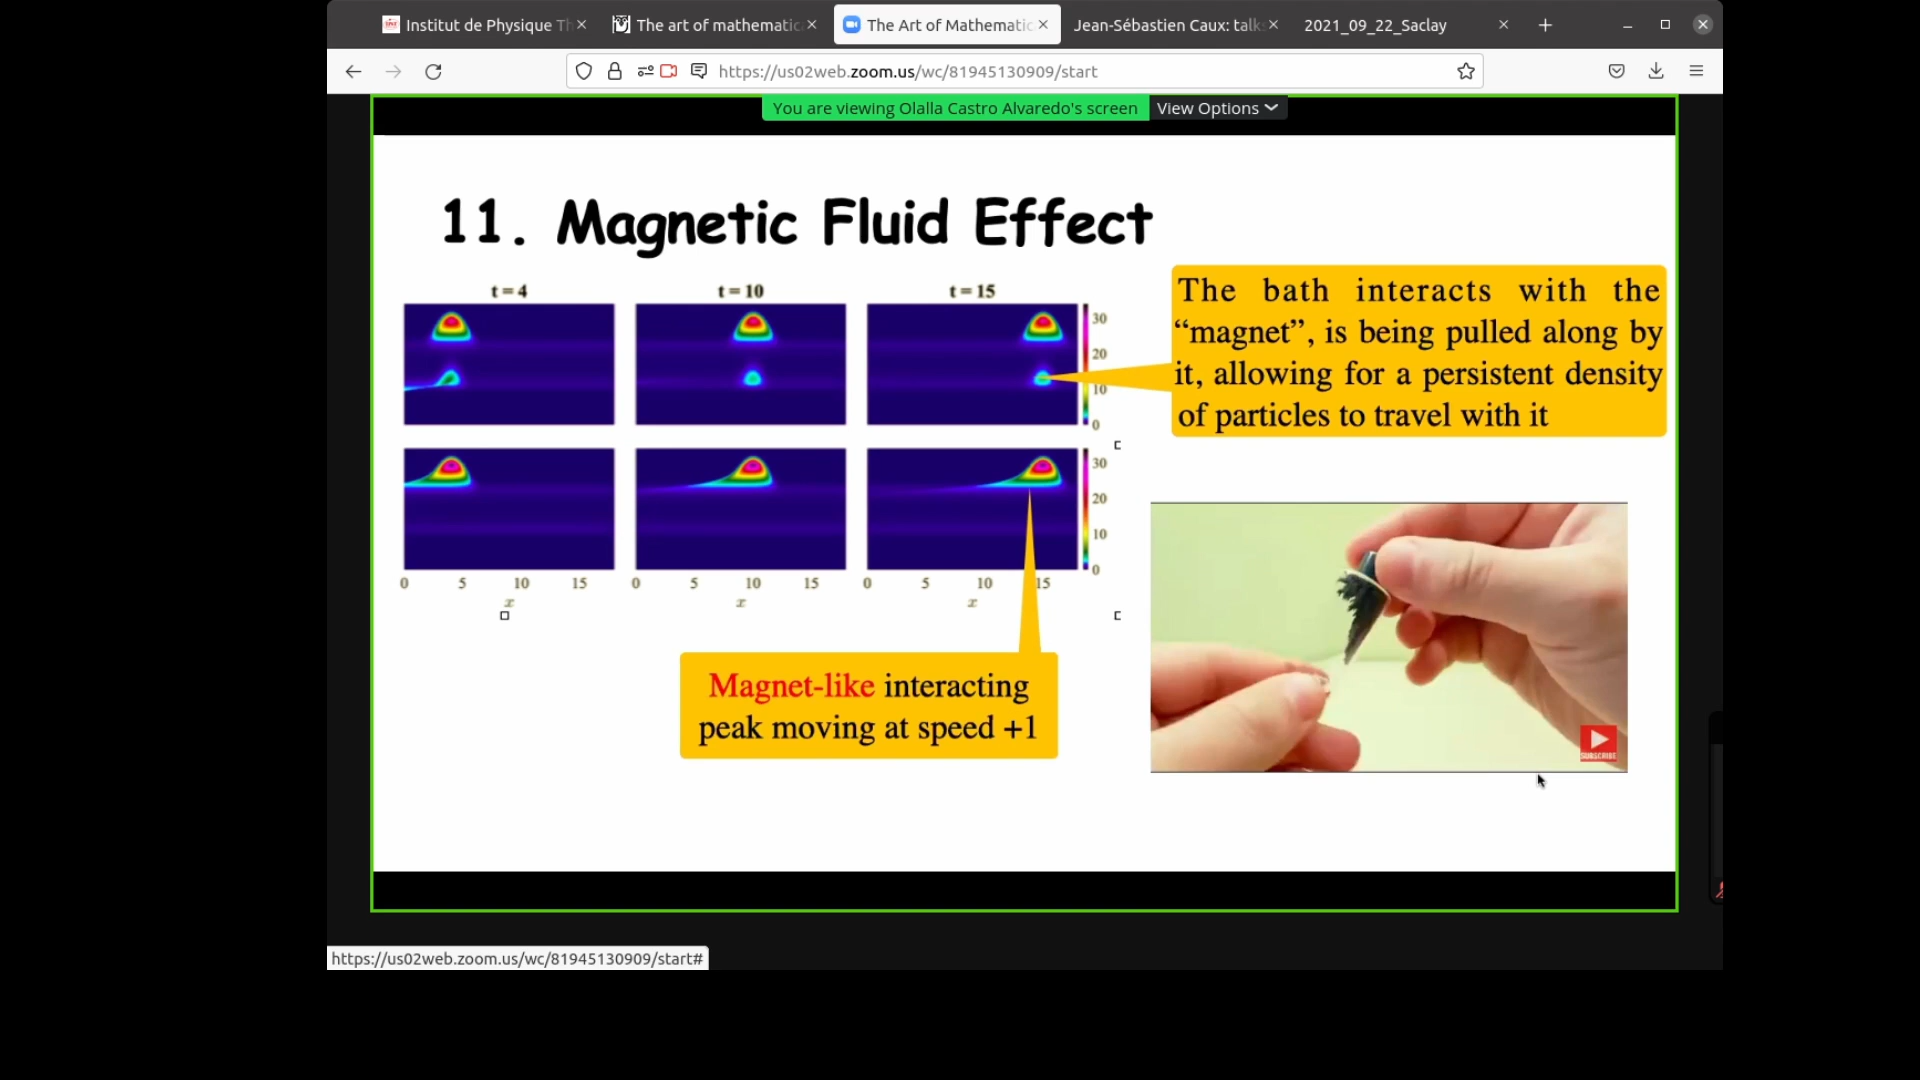 Institut de Physique Th
The art of mathematica
The Art of Mathematic
Jean-Sébastien Caux: talks
2021_09_22_Saclay
https://us02web.zoom.us/wc/81945130909/start
You are viewing Olalla Castro Alvaredo's screen
View Options
11. Magnetic Fluid Effect
t = 4
t = 10
t = 15
30
20
10
0
30
20
10
0
0 5 10 15
0 5 10 15
0 5 10 15
x
x
x
The bath interacts with the
“magnet”, is being pulled along by
it, allowing for a persistent density
of particles to travel with it
Magnet-like interacting
peak moving at speed +1
SUBSCRIBE
https://us02web.zoom.us/wc/81945130909/start#